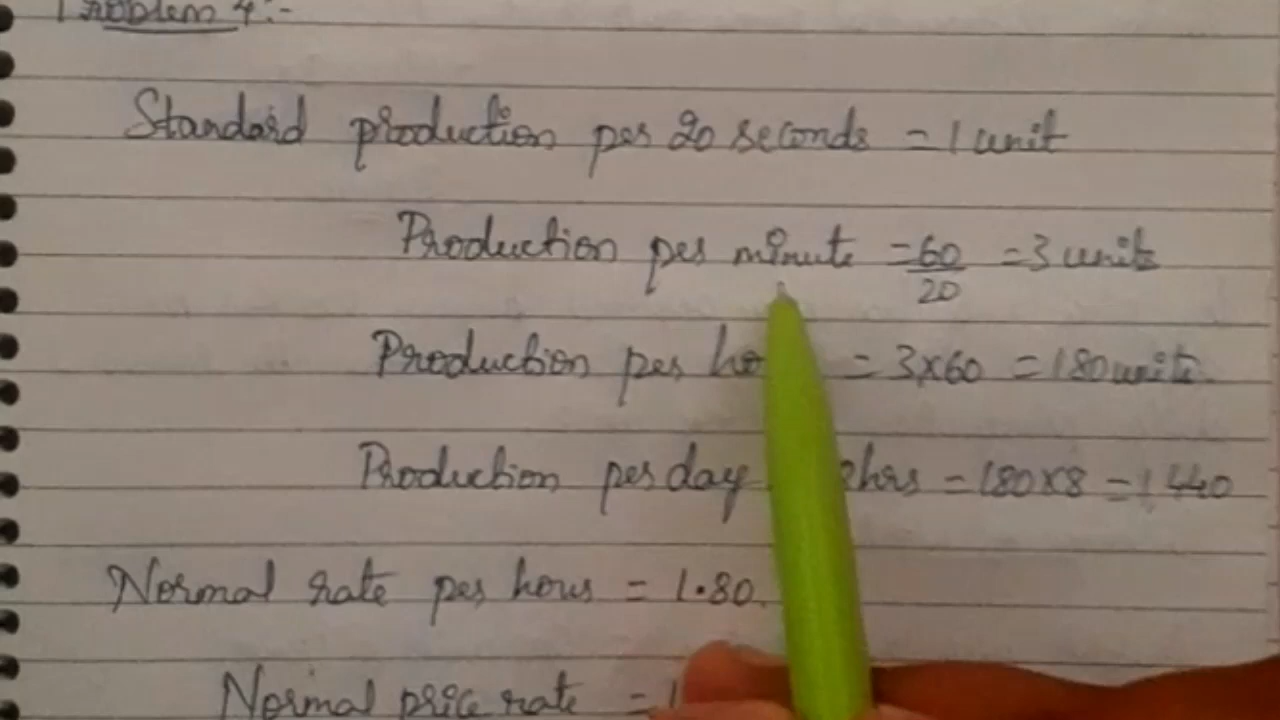 Problem 4:-
Standard production per 20 seconds = 1 unit
Production per minute = 60/20 = 3 units
Production per = 3x60 = 180 units.
Production per day 8hrs = 180x8 = 1440
Normal rate per hour = 1.80.
Normal price rate =